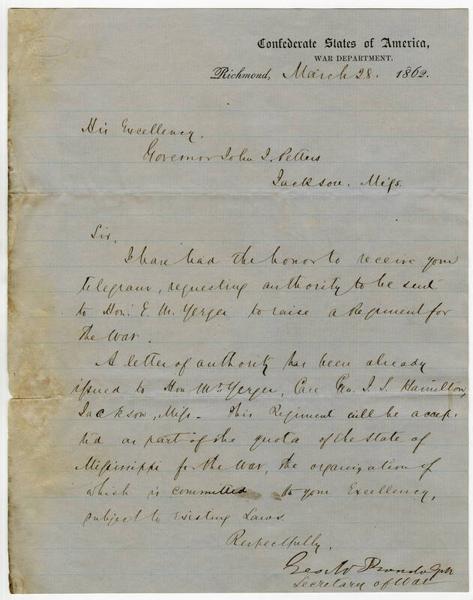 Confederate States of America,
WAR DEPARTMENT.
Richmond, March 28. 1862.
His Excellency.
Governor John J. Pettus
Jackson. Miss.
Sir,
I have had the honor to receive your
telegram, requesting authority to be sent
to Hon. E. M. Yerger to raise a Regiment for
the War.
A letter of authority has been already
issued to Hon Mr Yerger, Care J. S. Hamilton,
Jackson, Miss. This Regiment will be accep-
ted as part of the quota of the state of
Mississippi for the War, the organization of
which is committed to your Excellency,
subject to existing Laws.
Respectfully,
Geo W Randolph
Secretary of War